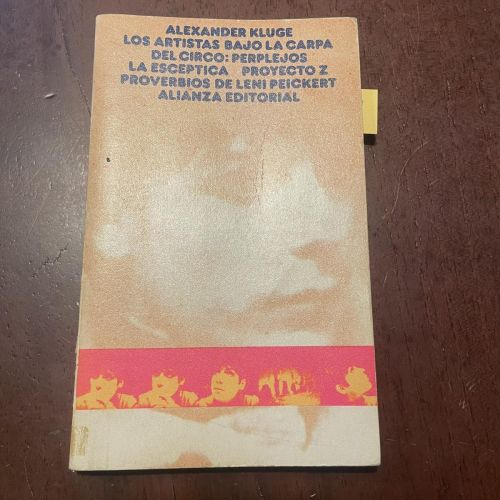 ALEXANDER KLUGE
LOS ARTISTAS BAJO LA CARPA
DEL CIRCO: PERPLEJOS
LA ESCEPTICA PROYECTO Z
PROVERBIOS DE LENI PEICKERT
ALIANZA EDITORIAL